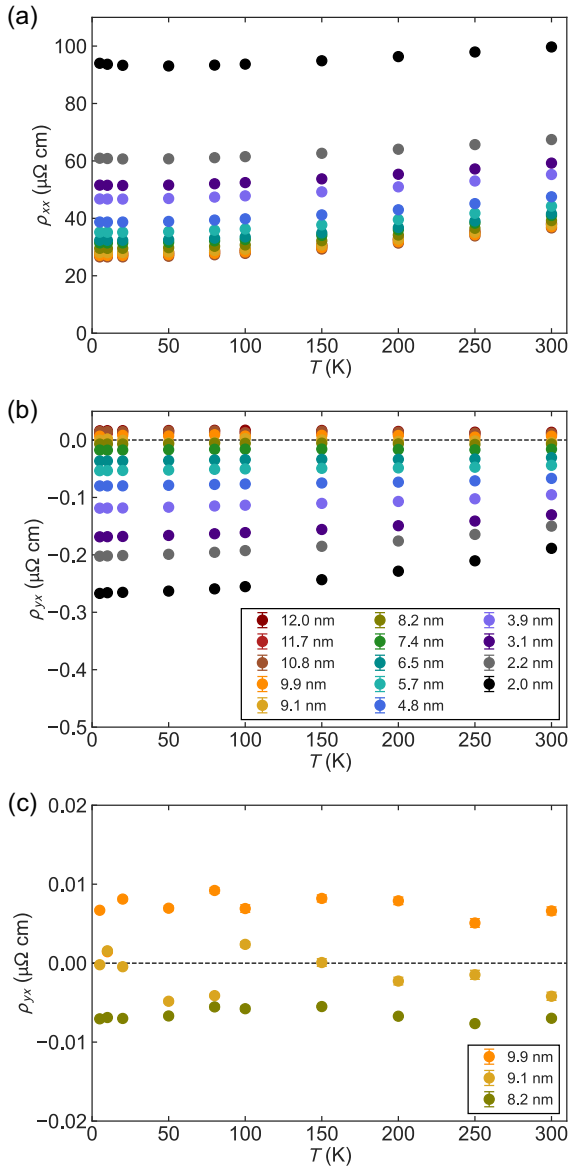 (a)
100
80
60
40
20
0
ρxx (μΩ cm)
0 50 100 150 200 250 300
T (K)
(b)
0.0
−0.1
−0.2
−0.3
−0.4
−0.5
ρyx (μΩ cm)
12.0 nm 8.2 nm 3.9 nm
11.7 nm 7.4 nm 3.1 nm
10.8 nm 6.5 nm 2.2 nm
9.9 nm 5.7 nm 2.0 nm
9.1 nm 4.8 nm
0 50 100 150 200 250 300
T (K)
(c)
0.02
0.01
0.00
−0.01
−0.02
ρyx (μΩ cm)
9.9 nm
9.1 nm
8.2 nm
0 50 100 150 200 250 300
T (K)